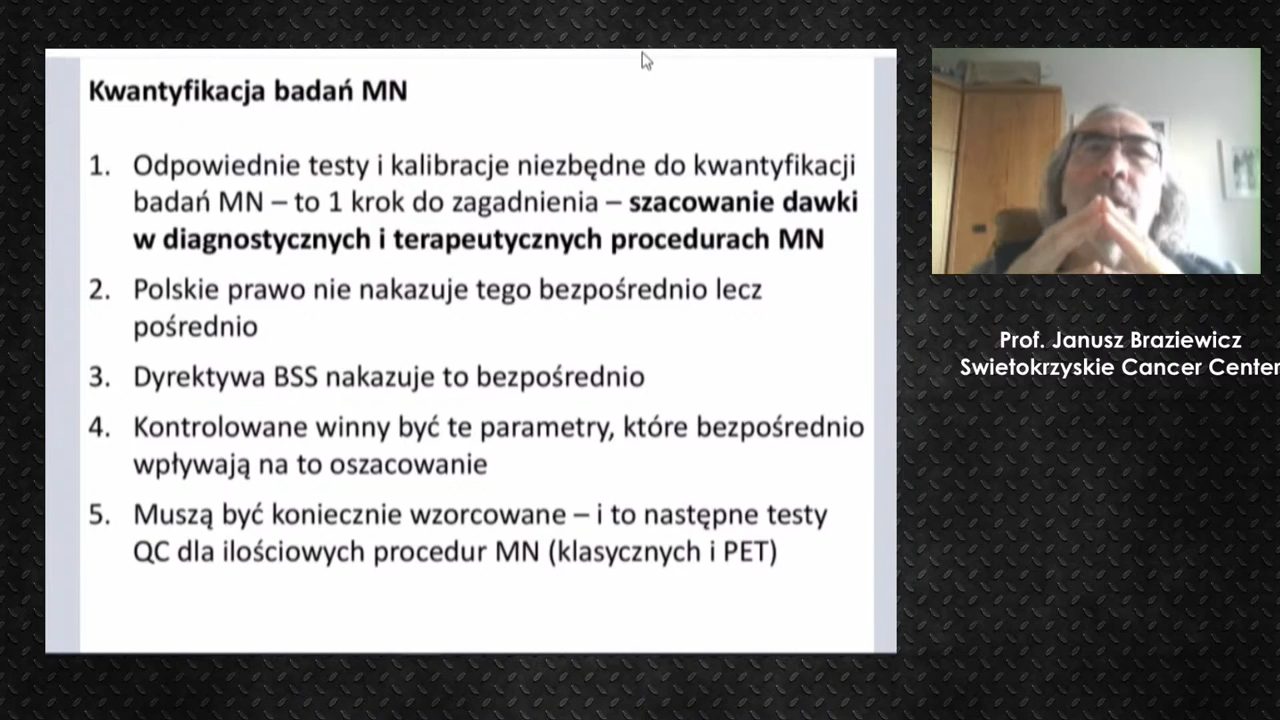 Kwantyfikacja badań MN
1. Odpowiednie testy i kalibracje niezbędne do kwantyfikacji
badań MN – to 1 krok do zagadnienia – szacowanie dawki
w diagnostycznych i terapeutycznych procedurach MN
2. Polskie prawo nie nakazuje tego bezpośrednio lecz
pośrednio
3. Dyrektywa BSS nakazuje to bezpośrednio
4. Kontrolowane winny być te parametry, które bezpośrednio
wpływają na to oszacowanie
5. Muszą być koniecznie wzorcowane – i to następne testy
QC dla ilościowych procedur MN (klasycznych i PET)
Prof. Janusz Braziewicz
Swietokrzyskie Cancer Center